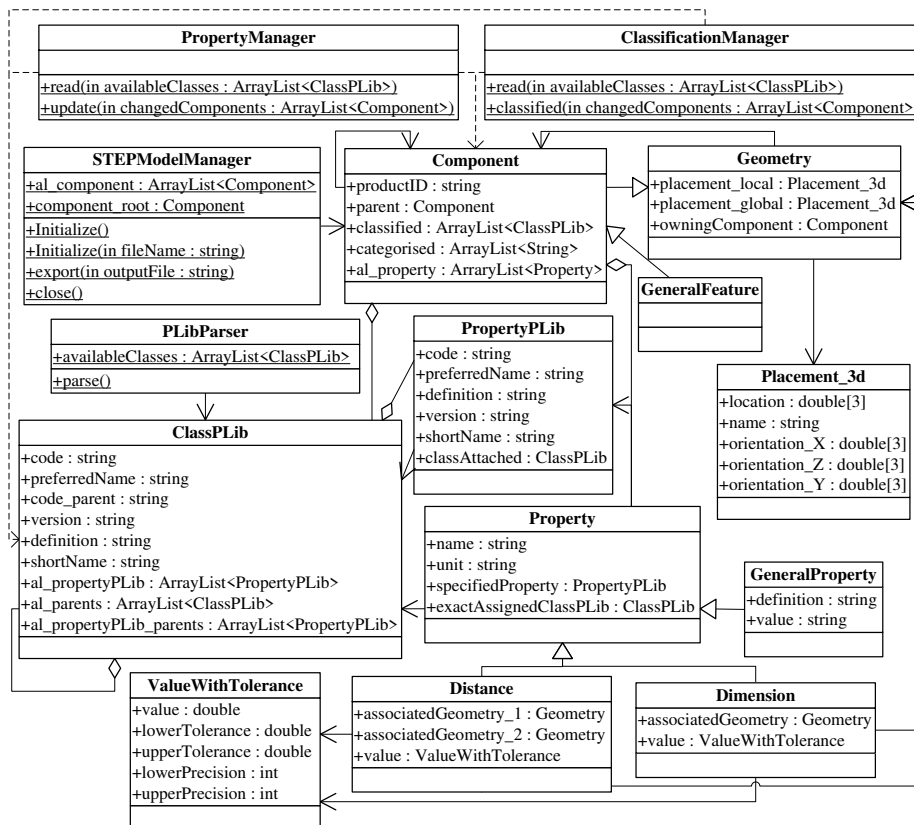 PropertyManager
+read(in availableClasses : ArrayList<ClassPLib>)
+update(in changedComponents : ArrayList<Component>)
ClassificationManager
+read(in availableClasses : ArrayList<ClassPLib>)
+classified(in changedComponents : ArrayList<Component>)
STEPModelManager
+al_component : ArrayList<Component>
+component_root : Component
+Initialize()
+Initialize(in fileName : string)
+export(in outputFile : string)
+close()
Component
+productID : string
+parent : Component
+classified : ArrayList<ClassPLib>
+categorised : ArrayList<String>
+al_property : ArraryList<Property>
Geometry
+placement_local : Placement_3d
+placement_global : Placement_3d
+owningComponent : Component
GeneralFeature
PLibParser
+availableClasses : ArrayList<ClassPLib>
+parse()
PropertyPLib
+code : string
+preferredName : string
+definition : string
+version : string
+shortName : string
+classAttached : ClassPLib
Placement_3d
+location : double[3]
+name : string
+orientation_X : double[3]
+orientation_Z : double[3]
+orientation_Y : double[3]
ClassPLib
+code : string
+preferredName : string
+code_parent : string
+version : string
+definition : string
+shortName : string
+al_propertyPLib : ArrayList<PropertyPLib>
+al_parents : ArrayList<ClassPLib>
+al_propertyPLib_parents : ArrayList<PropertyPLib>
Property
+name : string
+unit : string
+specifiedProperty : PropertyPLib
+exactAssignedClassPLib : ClassPLib
GeneralProperty
+definition : string
+value : string
ValueWithTolerance
+value : double
+lowerTolerance : double
+upperTolerance : double
+lowerPrecision : int
+upperPrecision : int
Distance
+associatedGeometry_1 : Geometry
+associatedGeometry_2 : Geometry
+value : ValueWithTolerance
Dimension
+associatedGeometry : Geometry
+value : ValueWithTolerance